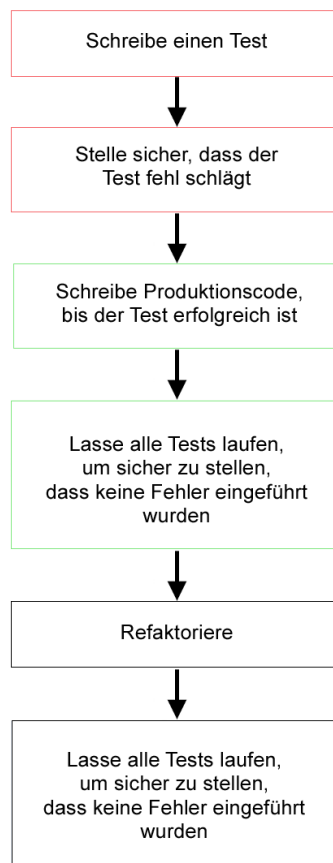 Schreibe einen Test
Stelle sicher, dass der
Test fehl schlägt
Schreibe Produktionscode,
bis der Test erfolgreich ist
Lasse alle Tests laufen,
um sicher zu stellen,
dass keine Fehler eingeführt
wurden
Refaktoriere
Lasse alle Tests laufen,
um sicher zu stellen,
dass keine Fehler eingeführt
wurden